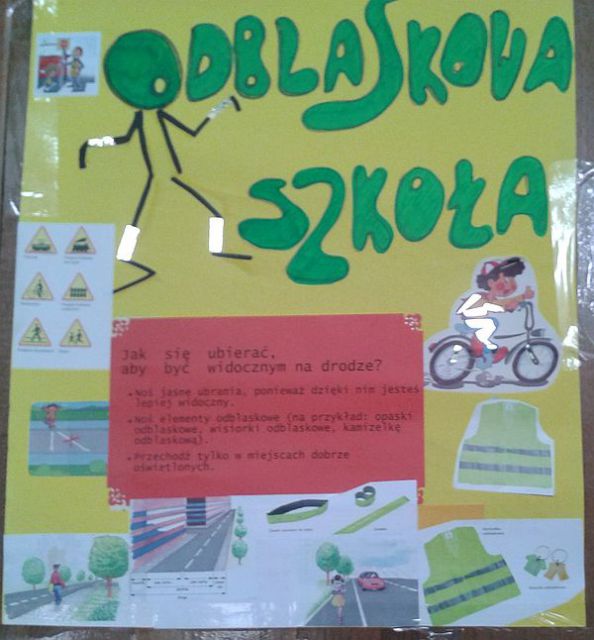 ODBLASKOWA
SZKOŁA
Jak się ubierać,
aby być widocznym na drodze?
Noś jasne ubrania, ponieważ dzięki nim jesteś
lepiej widoczny.
Noś elementy odblaskowe (na przykład: opaski
odblaskowe, wisiorki odblaskowe, kamizelkę
odblaskową).
Przechodź tylko w miejscach dobrze
oświetlonych.